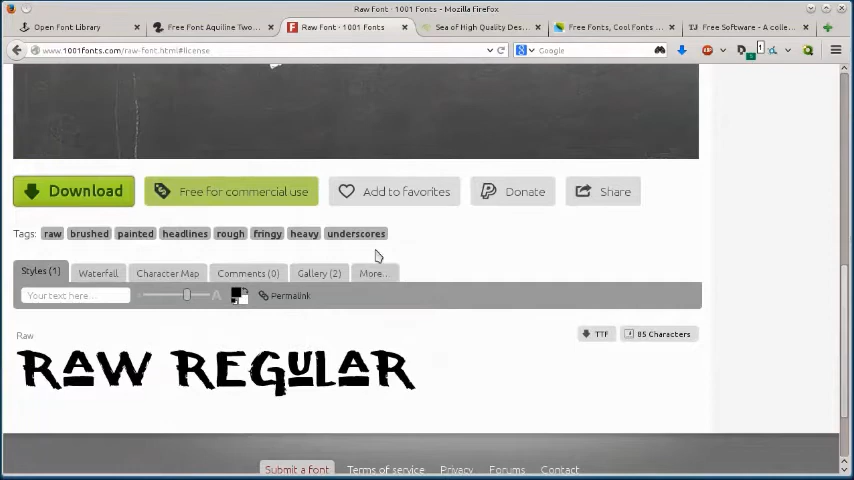 Raw Font · 1001 Fonts - Mozilla Firefox
Open Font Library
Free Font Aquiline Two...
Raw Font · 1001 Fonts
Sea of High Quality Des...
Free Fonts, Cool Fonts ...
TJ Free Software - A collec...
www.1001fonts.com/raw-font.html#license
Google
Download
Free for commercial use
Add to favorites
Donate
Share
Tags: raw brushed painted headlines rough fringy heavy underscores
Styles (1) Waterfall Character Map Comments (0) Gallery (2) More...
Your text here... A Permalink
Raw
TTF
85 Characters
RAW REGULAR
Submit a font Terms of service Privacy Forums Contact